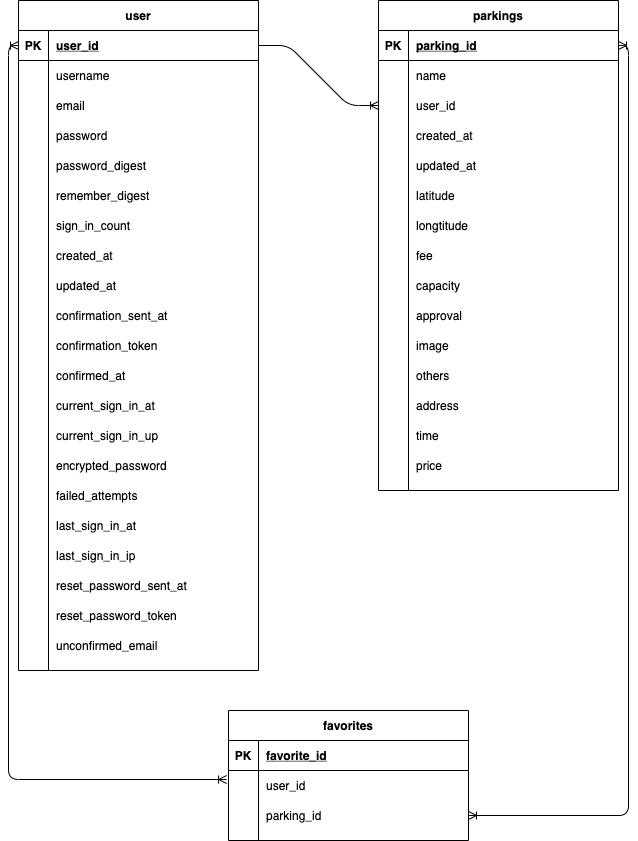 user
PK user_id
username
email
password
password_digest
remember_digest
sign_in_count
created_at
updated_at
confirmation_sent_at
confirmation_token
confirmed_at
current_sign_in_at
current_sign_in_up
encrypted_password
failed_attempts
last_sign_in_at
last_sign_in_ip
reset_password_sent_at
reset_password_token
unconfirmed_email
parkings
PK parking_id
name
user_id
created_at
updated_at
latitude
longtitude
fee
capacity
approval
image
others
address
time
price
favorites
PK favorite_id
user_id
parking_id